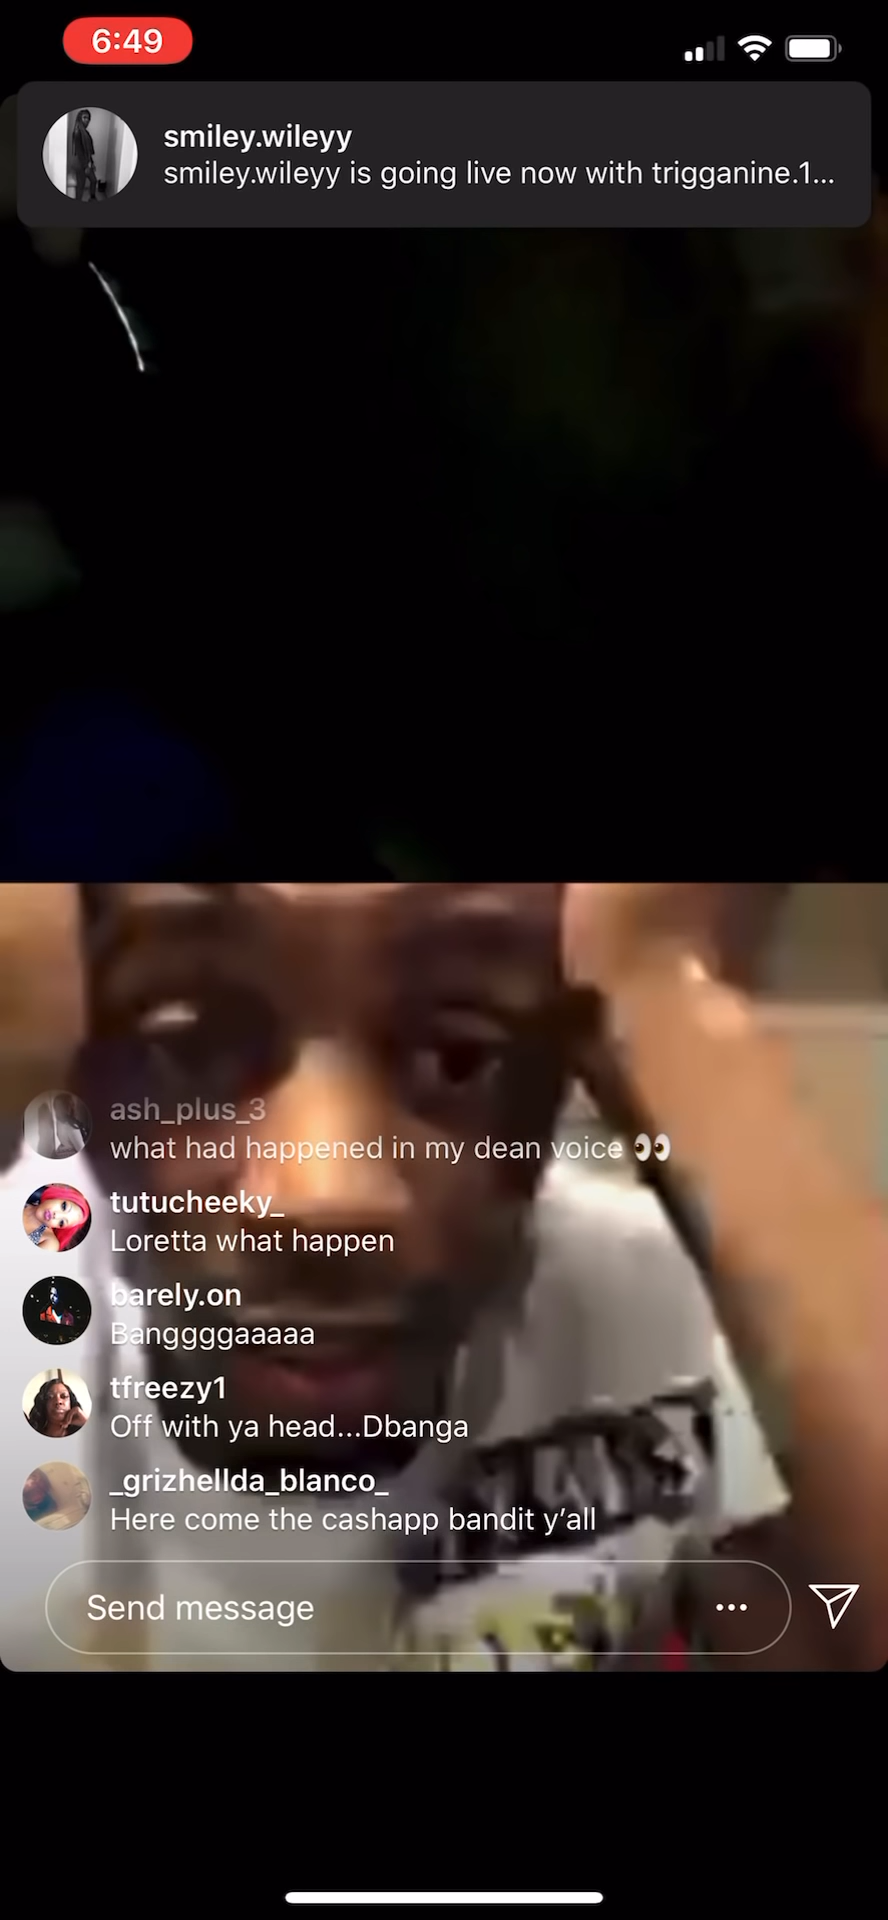 6:49
smiley.wileyy
smiley.wileyy is going live now with trigganine.1...
ash_plus_3
what had happened in my dean voice 👀
tutucheeky_
Loretta what happen
barely.on
Banggggaaaaa
tfreezy1
Off with ya head...Dbanga
_grizhellda_blanco_
Here come the cashapp bandit y’all
Send message